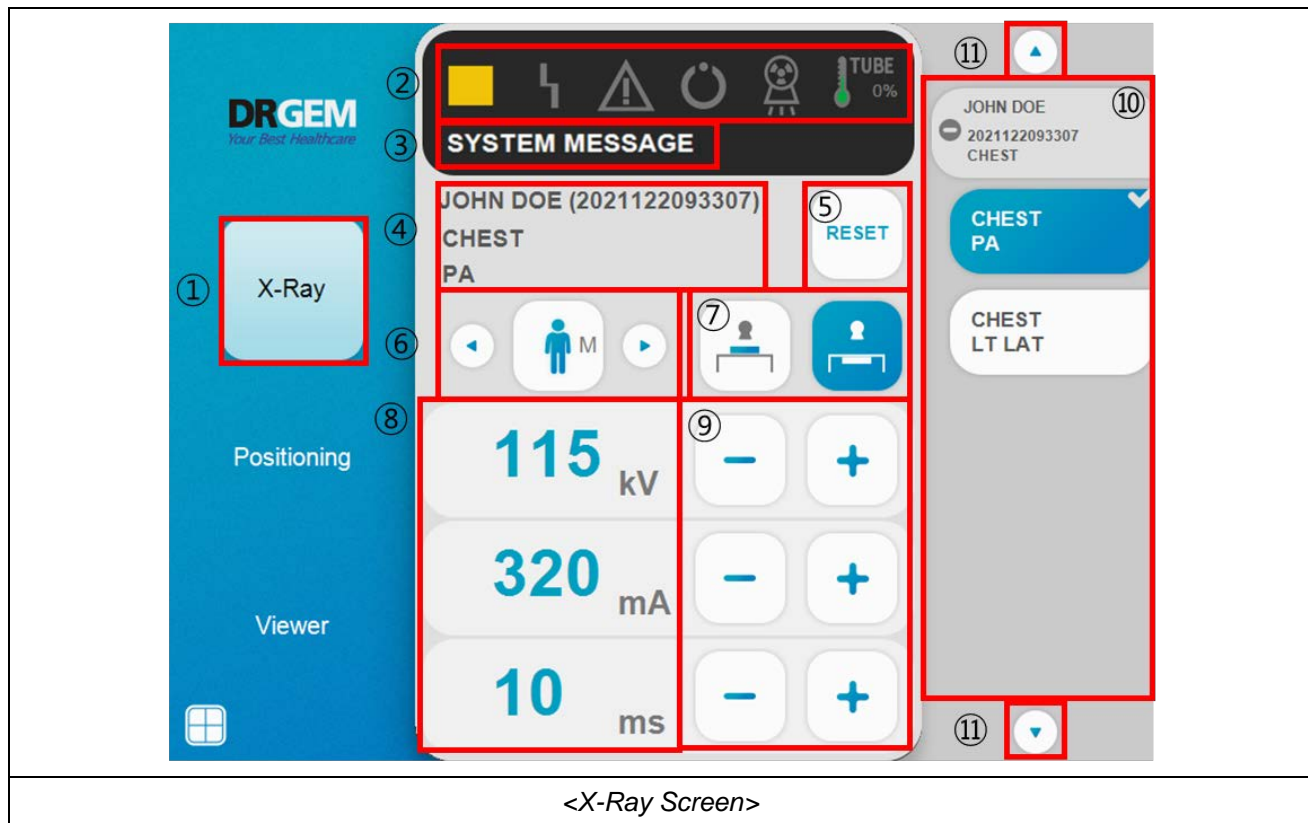 DRGEM
Your Best Healthcare
① X-Ray
Positioning
Viewer
② TUBE
0%
③ SYSTEM MESSAGE
④ JOHN DOE (2021122093307)
CHEST
PA
⑤ RESET
⑥ M
⑦
⑧ 115 kV
320 mA
10 ms
⑨ − +
− +
− +
⑪
⑩
JOHN DOE
2021122093307
CHEST
CHEST
PA
CHEST
LT LAT
⑪
<X-Ray Screen>